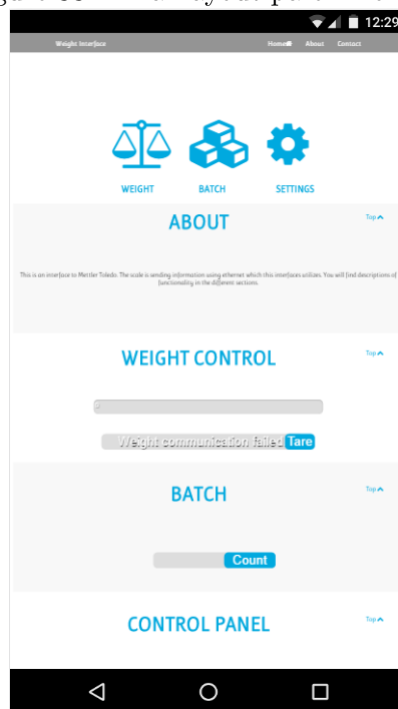 12:29
Weight Interface Home About Contact
WEIGHT BATCH SETTINGS
ABOUT
Top
This is an interface to Mettler Toledo. The scale is sending information using ethernet which this interfaces utilizes. You will find descriptions of
functionality in the different sections.
WEIGHT CONTROL
Top
Weight communication failed Tare
BATCH
Top
Count
CONTROL PANEL
Top